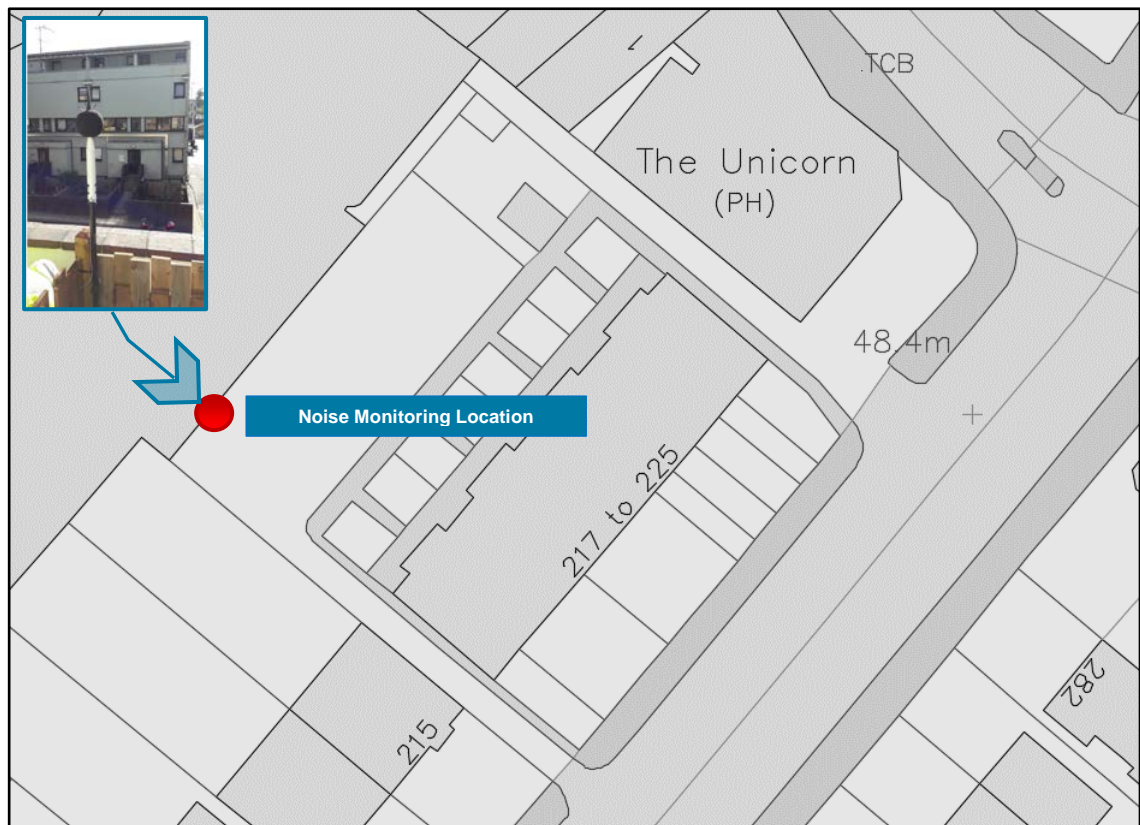 TCB
The Unicorn
(PH)
48.4m
Noise Monitoring Location
217 to 225
282
215